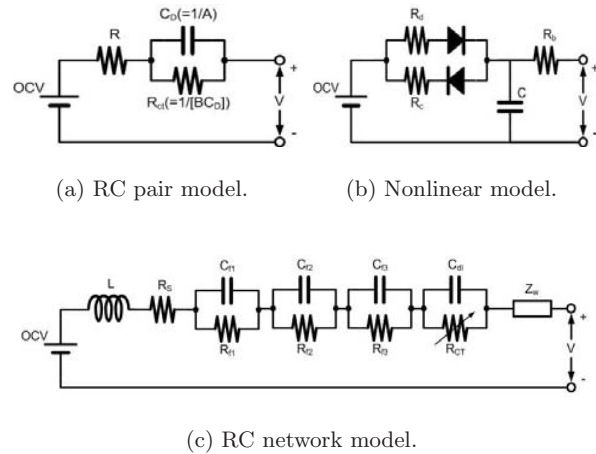 C_D(=1/A)
R
OCV
R_ct(=1/[BC_D])
+
V
-
(a) RC pair model.
R_d
R_b
OCV
R_c
C
+
V
-
(b) Nonlinear model.
C_f1
C_f2
C_f3
C_dl
L
R_S
Z_w
OCV
R_f1
R_f2
R_f3
R_CT
+
V
-
(c) RC network model.